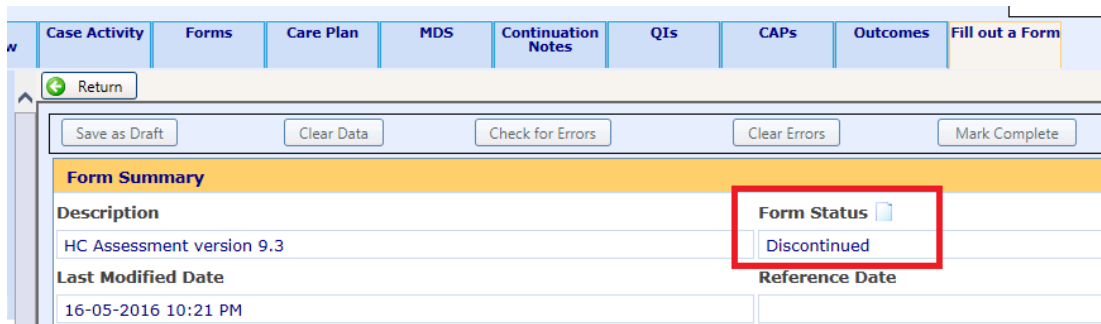 w
Case Activity
Forms
Care Plan
MDS
Continuation
Notes
QIs
CAPs
Outcomes
Fill out a Form
Return
Save as Draft
Clear Data
Check for Errors
Clear Errors
Mark Complete
Form Summary
Description
Form Status
HC Assessment version 9.3
Discontinued
Last Modified Date
Reference Date
16-05-2016 10:21 PM